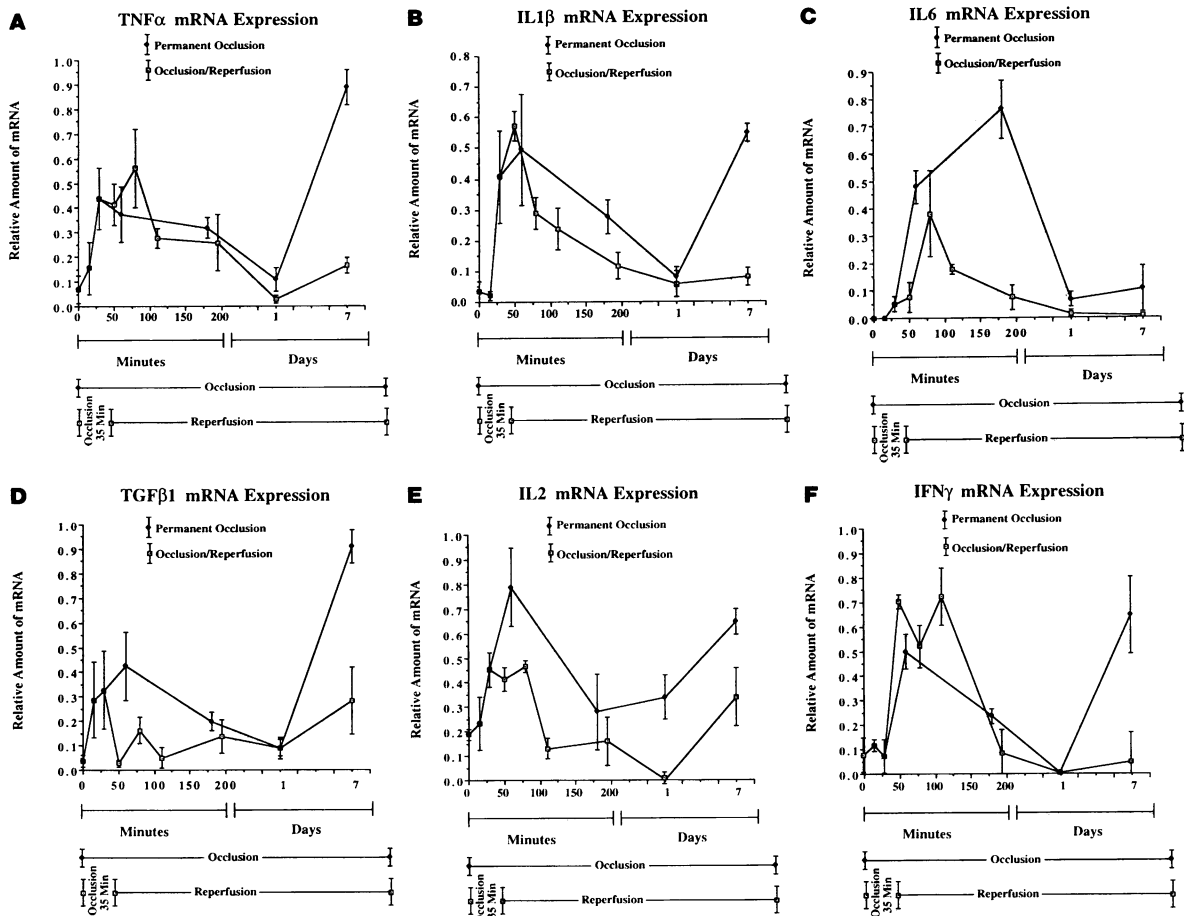 A
TNFα mRNA Expression
Permanent Occlusion
Occlusion/Reperfusion
Relative Amount of mRNA
1.0
0.9
0.8
0.7
0.6
0.5
0.4
0.3
0.2
0.1
0.0
0 50 100 150 200 1 7
Minutes Days
Occlusion
Occlusion
35 Min
Reperfusion
B
IL1β mRNA Expression
Permanent Occlusion
Occlusion/Reperfusion
Relative Amount of mRNA
0.8
0.7
0.6
0.5
0.4
0.3
0.2
0.1
0.0
0 50 100 150 200 1 7
Minutes Days
Occlusion
Occlusion
35 Min
Reperfusion
C
IL6 mRNA Expression
Permanent Occlusion
Occlusion/Reperfusion
Relative Amount of mRNA
0.9
0.8
0.7
0.6
0.5
0.4
0.3
0.2
0.1
0.0
0 50 100 150 200 1 7
Minutes Days
Occlusion
Occlusion
35 Min
Reperfusion
D
TGFβ1 mRNA Expression
Permanent Occlusion
Occlusion/Reperfusion
Relative Amount of mRNA
1.0
0.9
0.8
0.7
0.6
0.5
0.4
0.3
0.2
0.1
0.0
0 50 100 150 200 1 7
Minutes Days
Occlusion
Occlusion
35 Min
Reperfusion
E
IL2 mRNA Expression
Permanent Occlusion
Occlusion/Reperfusion
Relative Amount of mRNA
1.0
0.9
0.8
0.7
0.6
0.5
0.4
0.3
0.2
0.1
0.0
0 50 100 150 200 1 7
Minutes Days
Occlusion
Occlusion
35 Min
Reperfusion
F
IFNγ mRNA Expression
Permanent Occlusion
Occlusion/Reperfusion
Relative Amount of mRNA
1.0
0.9
0.8
0.7
0.6
0.5
0.4
0.3
0.2
0.1
0.0
0 50 100 150 200 1 7
Minutes Days
Occlusion
Occlusion
35 Min
Reperfusion